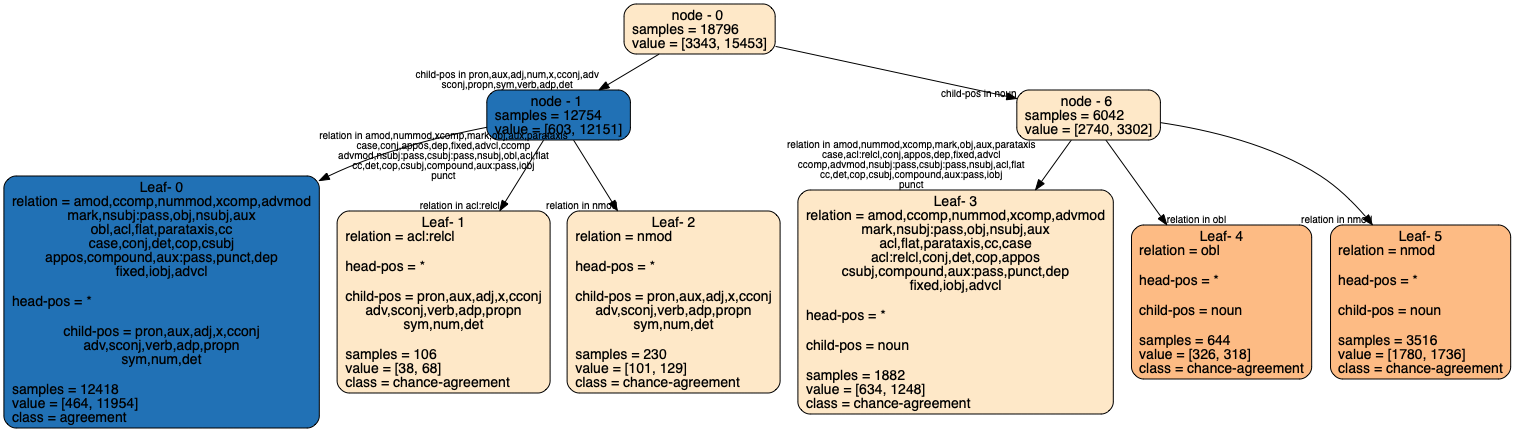 node - 0
samples = 18796
value = [3343, 15453]
child-pos in pron,aux,adj,num,x,cconj,adv
sconj,propn,sym,verb,adp,det
child-pos in noun
node - 1
samples = 12754
value = [603, 12151]
node - 6
samples = 6042
value = [2740, 3302]
relation in amod,nummod,xcomp,mark,obj,aux,parataxis
case,conj,appos,dep,fixed,advcl,ccomp
advmod,nsubj:pass,csubj:pass,nsubj,obl,acl,flat
cc,det,cop,csubj,compound,aux:pass,iobj
punct
relation in acl:relcl
relation in nmod
relation in amod,nummod,xcomp,mark,obj,aux,parataxis
case,acl:relcl,conj,appos,dep,fixed,advcl
ccomp,advmod,nsubj:pass,csubj:pass,nsubj,acl,flat
cc,det,cop,csubj,compound,aux:pass,iobj
punct
relation in obl
relation in nmod
Leaf- 0
relation = amod,ccomp,nummod,xcomp,advmod
mark,nsubj:pass,obj,nsubj,aux
obl,acl,flat,parataxis,cc
case,conj,det,cop,csubj
appos,compound,aux:pass,punct,dep
fixed,iobj,advcl
head-pos = *
child-pos = pron,aux,adj,x,cconj
adv,sconj,verb,adp,propn
sym,num,det
samples = 12418
value = [464, 11954]
class = agreement
Leaf- 1
relation = acl:relcl
head-pos = *
child-pos = pron,aux,adj,x,cconj
adv,sconj,verb,adp,propn
sym,num,det
samples = 106
value = [38, 68]
class = chance-agreement
Leaf- 2
relation = nmod
head-pos = *
child-pos = pron,aux,adj,x,cconj
adv,sconj,verb,adp,propn
sym,num,det
samples = 230
value = [101, 129]
class = chance-agreement
Leaf- 3
relation = amod,ccomp,nummod,xcomp,advmod
mark,nsubj:pass,obj,nsubj,aux
acl,flat,parataxis,cc,case
acl:relcl,conj,det,cop,appos
csubj,compound,aux:pass,punct,dep
fixed,iobj,advcl
head-pos = *
child-pos = noun
samples = 1882
value = [634, 1248]
class = chance-agreement
Leaf- 4
relation = obl
head-pos = *
child-pos = noun
samples = 644
value = [326, 318]
class = chance-agreement
Leaf- 5
relation = nmod
head-pos = *
child-pos = noun
samples = 3516
value = [1780, 1736]
class = chance-agreement